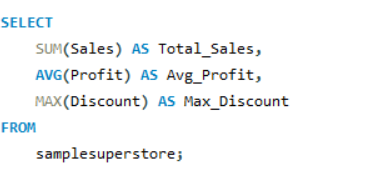 SELECT
    SUM(Sales) AS Total_Sales,
    AVG(Profit) AS Avg_Profit,
    MAX(Discount) AS Max_Discount
FROM
    samplesuperstore;